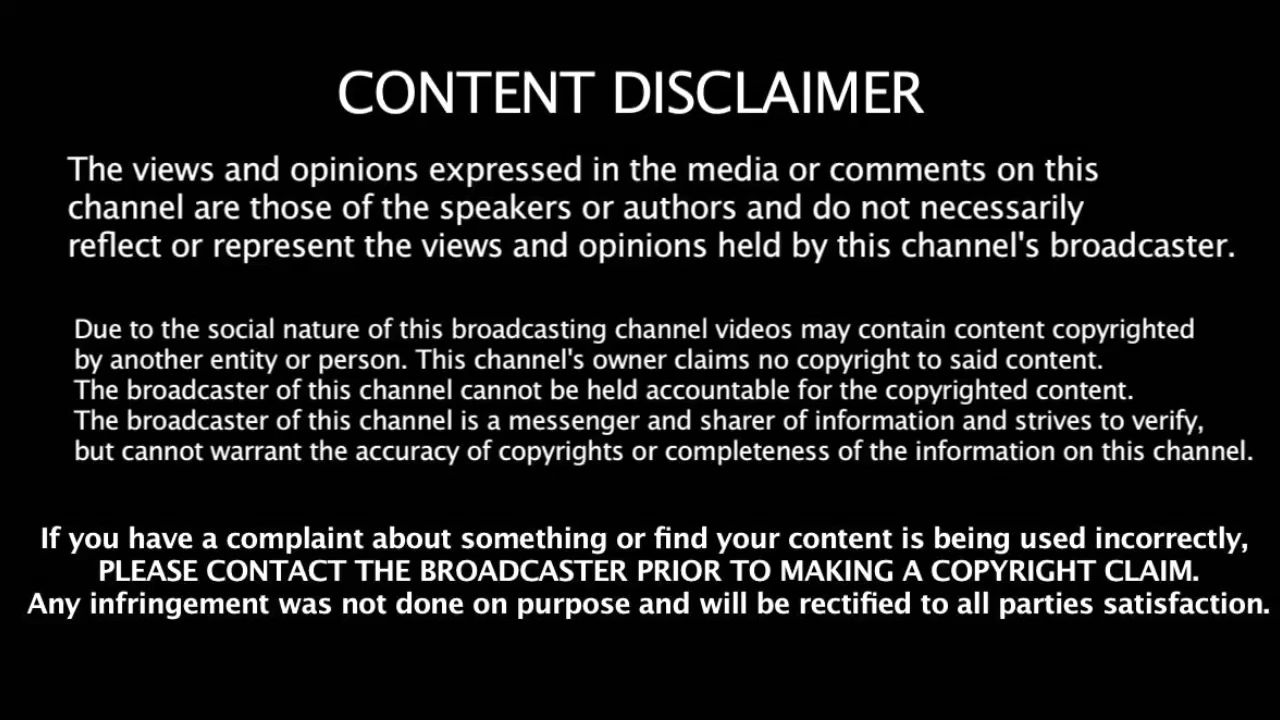 CONTENT DISCLAIMER
The views and opinions expressed in the media or comments on this
channel are those of the speakers or authors and do not necessarily
reflect or represent the views and opinions held by this channel's broadcaster.
Due to the social nature of this broadcasting channel videos may contain content copyrighted
by another entity or person. This channel's owner claims no copyright to said content.
The broadcaster of this channel cannot be held accountable for the copyrighted content.
The broadcaster of this channel is a messenger and sharer of information and strives to verify,
but cannot warrant the accuracy of copyrights or completeness of the information on this channel.
If you have a complaint about something or find your content is being used incorrectly,
PLEASE CONTACT THE BROADCASTER PRIOR TO MAKING A COPYRIGHT CLAIM.
Any infringement was not done on purpose and will be rectified to all parties satisfaction.